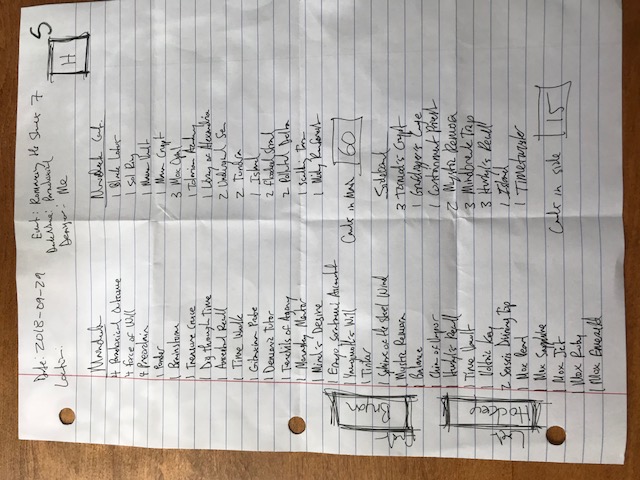 Date: 2018-09-29
Event: Romancing the Stones 7
Location:
Deck Name: Paradoxical
Designer: Me
H
5
Maindeck
4 Paradoxical Outcome
4 Force of Will
4 Preordain
1 Ponder
1 Brainstorm
1 Treasure Cruise
1 Dig Through Time
1 Ancestral Recall
1 Time Walk
1 Gitaxian Probe
1 Demonic Tutor
1 Tendrils of Agony
1 Monastery Mentor
1 Mind's Desire
1 Erayo, Soratami Ascendant
1 Yawgmoth's Will
1 Tinker
1 Sphinx of the Steel Wind
1 Mystic Remora
1 Balance
Chain of Vapor
1 Hurkyl's Recall
1 Time Vault
1 Voltaic Key
2 Sensei's Divining Top
1 Mox Pearl
Mox Sapphire
1 Mox Jet
1 Mox Ruby
1 Mox Emerald
Maindeck Cont.
1 Black Lotus
1 Sol Ring
1 Mana Vault
1 Mana Crypt
3 Mox Opal
1 Tolarian Academy
1 Library of Alexandria
2 Underground Sea
2 Tundra
1 Island
2 Flooded Strand
2 Polluted Delta
1 Scalding Tarn
1 Misty Rainforest
Cards in Main 60
Sideboard
3 Tormod's Crypt
1 Grafdigger's Cage
1 Containment Priest
2 Mystic Remora
3 Mindbreak Trap
3 Hurkyl's Recall
1 Island
1 Timetwister
Cards in side 15
First
Bryan
Last
Hockey